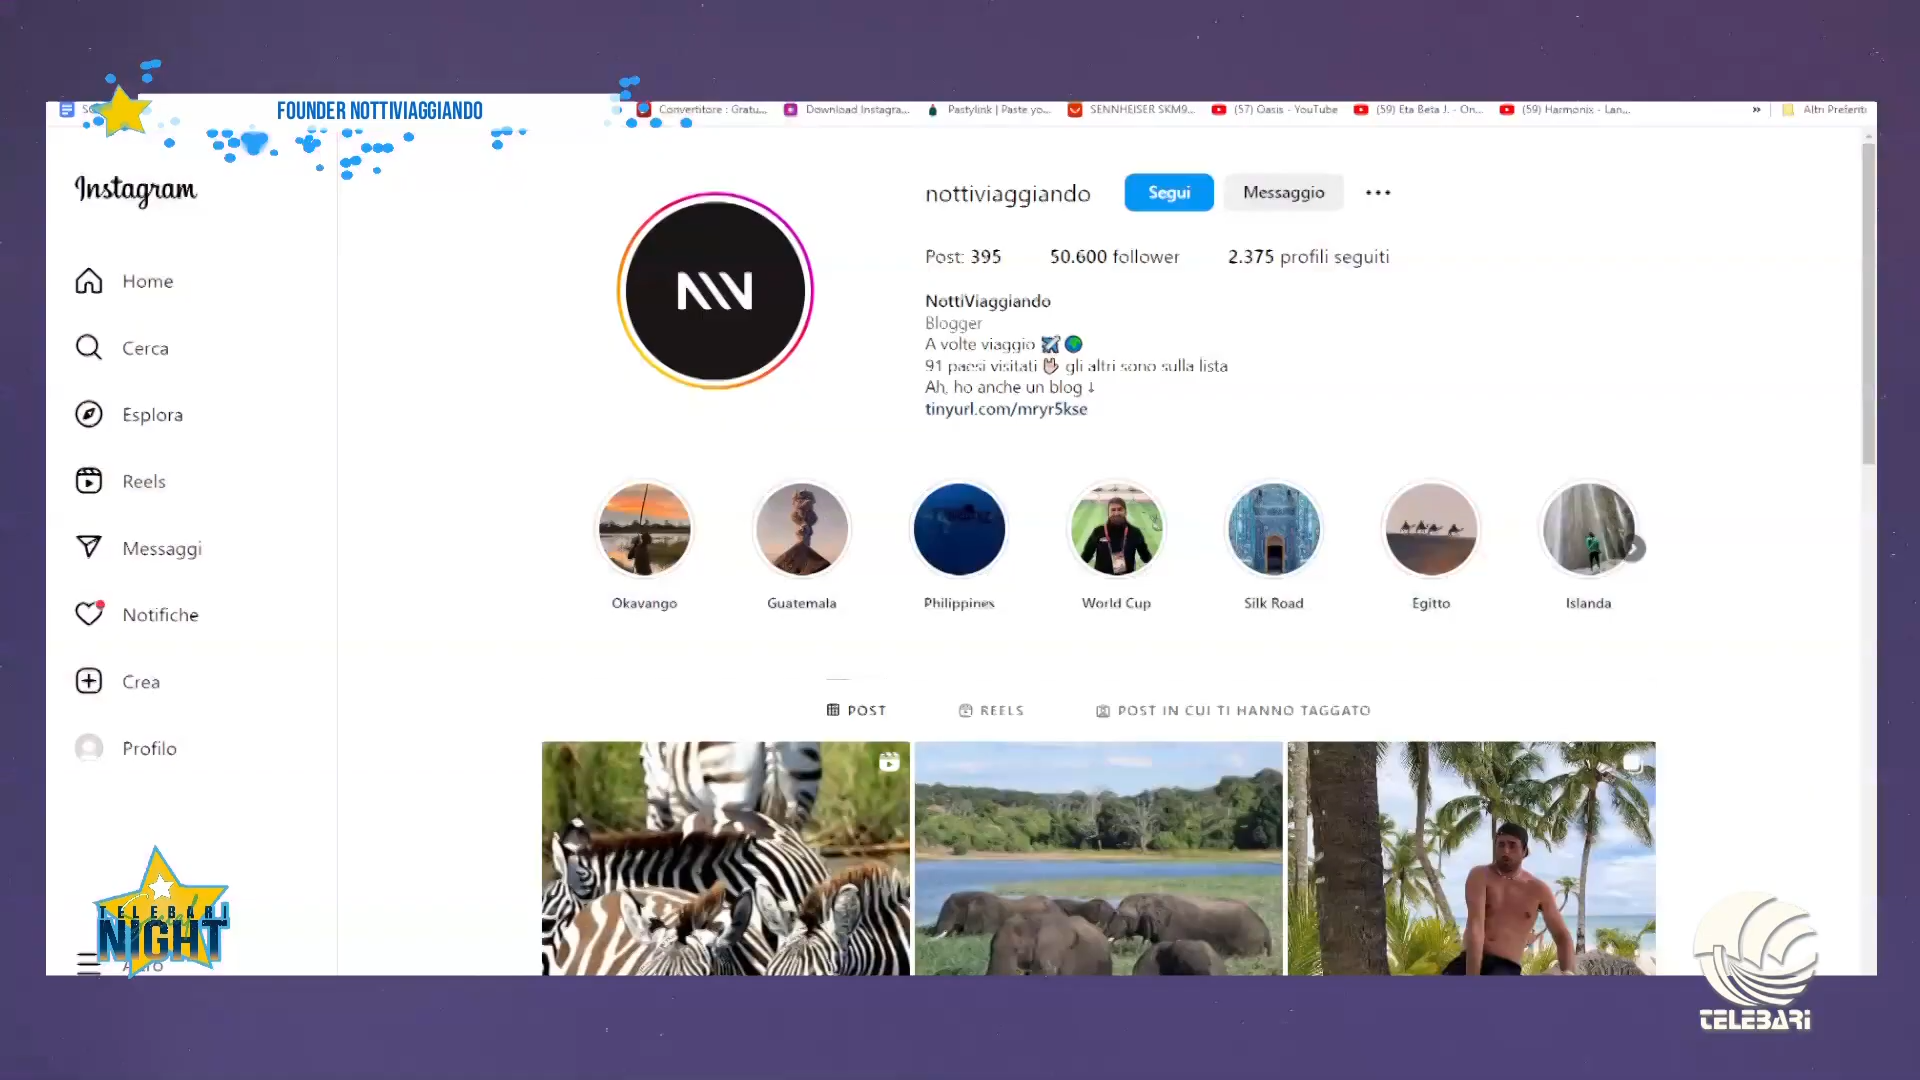 FOUNDER NOTTIVIAGGIANDO
Convertitore : Gratu...
Download Instagra...
Pastylink | Paste yo...
SENNHEISER SKM9...
(57) Oasis - YouTube
(59) Eta Beta J. - On...
(59) Harmonix - Lan...
»
Altri Preferiti
Instagram
Home
Cerca
Esplora
Reels
Messaggi
Notifiche
Crea
Profilo
nottiviaggiando
Segui
Messaggio
Post: 395 50.600 follower 2.375 profili seguiti
NottiViaggiando
Blogger
A volte viaggio ✈️ 🌍
91 paesi visitati 🖖🏻 gli altri sono sulla lista
Ah, ho anche un blog ↓
tinyurl.com/mryr5kse
Okavango
Guatemala
Philippines
World Cup
Silk Road
Egitto
Islanda
POST
REELS
POST IN CUI TI HANNO TAGGATO
TELEBARI
NIGHT
TELEBARI